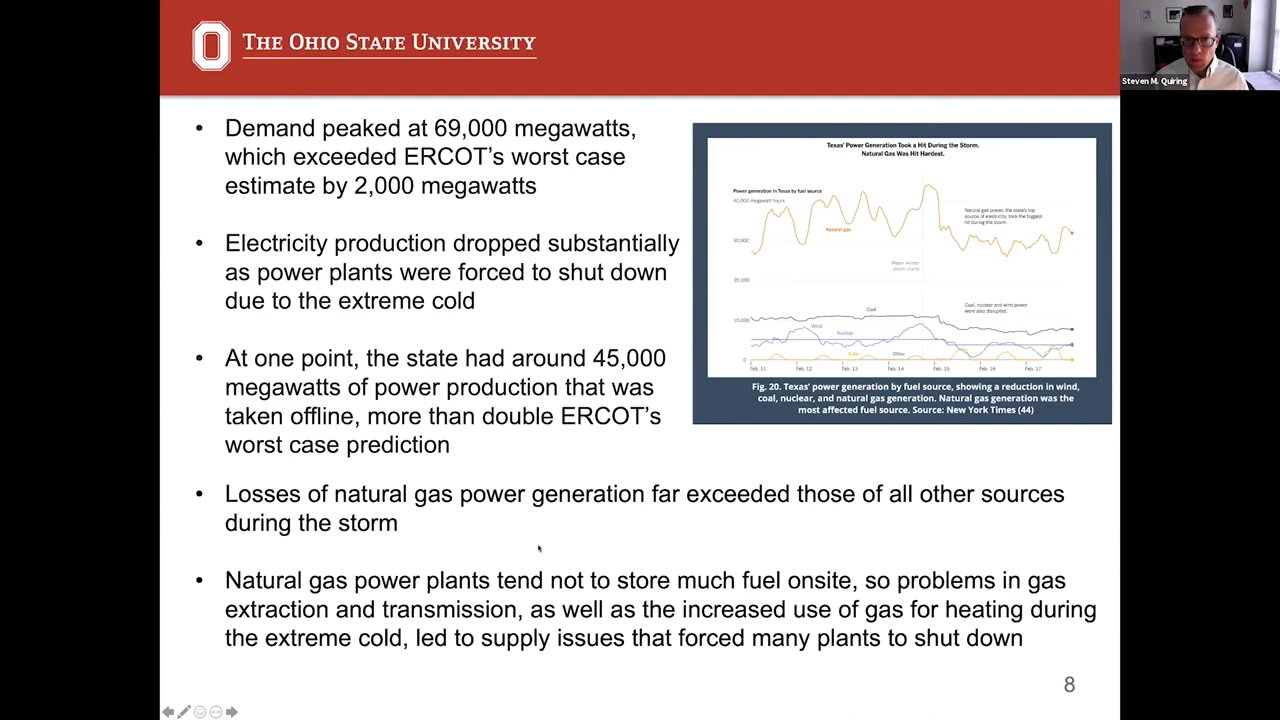 THE OHIO STATE UNIVERSITY
Steven M. Quiring
• Demand peaked at 69,000 megawatts,
which exceeded ERCOT's worst case
estimate by 2,000 megawatts
• Electricity production dropped substantially
as power plants were forced to shut down
due to the extreme cold
• At one point, the state had around 45,000
megawatts of power production that was
taken offline, more than double ERCOT's
worst case prediction
Texas' Power Generation Took a Hit During the Storm.
Natural Gas Was Hit Hardest.
Power generation in Texas by fuel source
40,000 megawatt hours
Natural gas power, the state's top
source of electricity, took the biggest
hit during the storm.
Natural gas
30,000
Major winter
storm starts
20,000
Coal
Coal, nuclear and wind power
were also disrupted.
10,000
Wind
Nuclear
Solar
Other
0
Feb. 11
Feb. 12
Feb. 13
Feb. 14
Feb. 15
Feb. 16
Feb. 17
Fig. 20. Texas' power generation by fuel source, showing a reduction in wind,
coal, nuclear, and natural gas generation. Natural gas generation was the
most affected fuel source. Source: New York Times (44)
• Losses of natural gas power generation far exceeded those of all other sources
during the storm
• Natural gas power plants tend not to store much fuel onsite, so problems in gas
extraction and transmission, as well as the increased use of gas for heating during
the extreme cold, led to supply issues that forced many plants to shut down
8